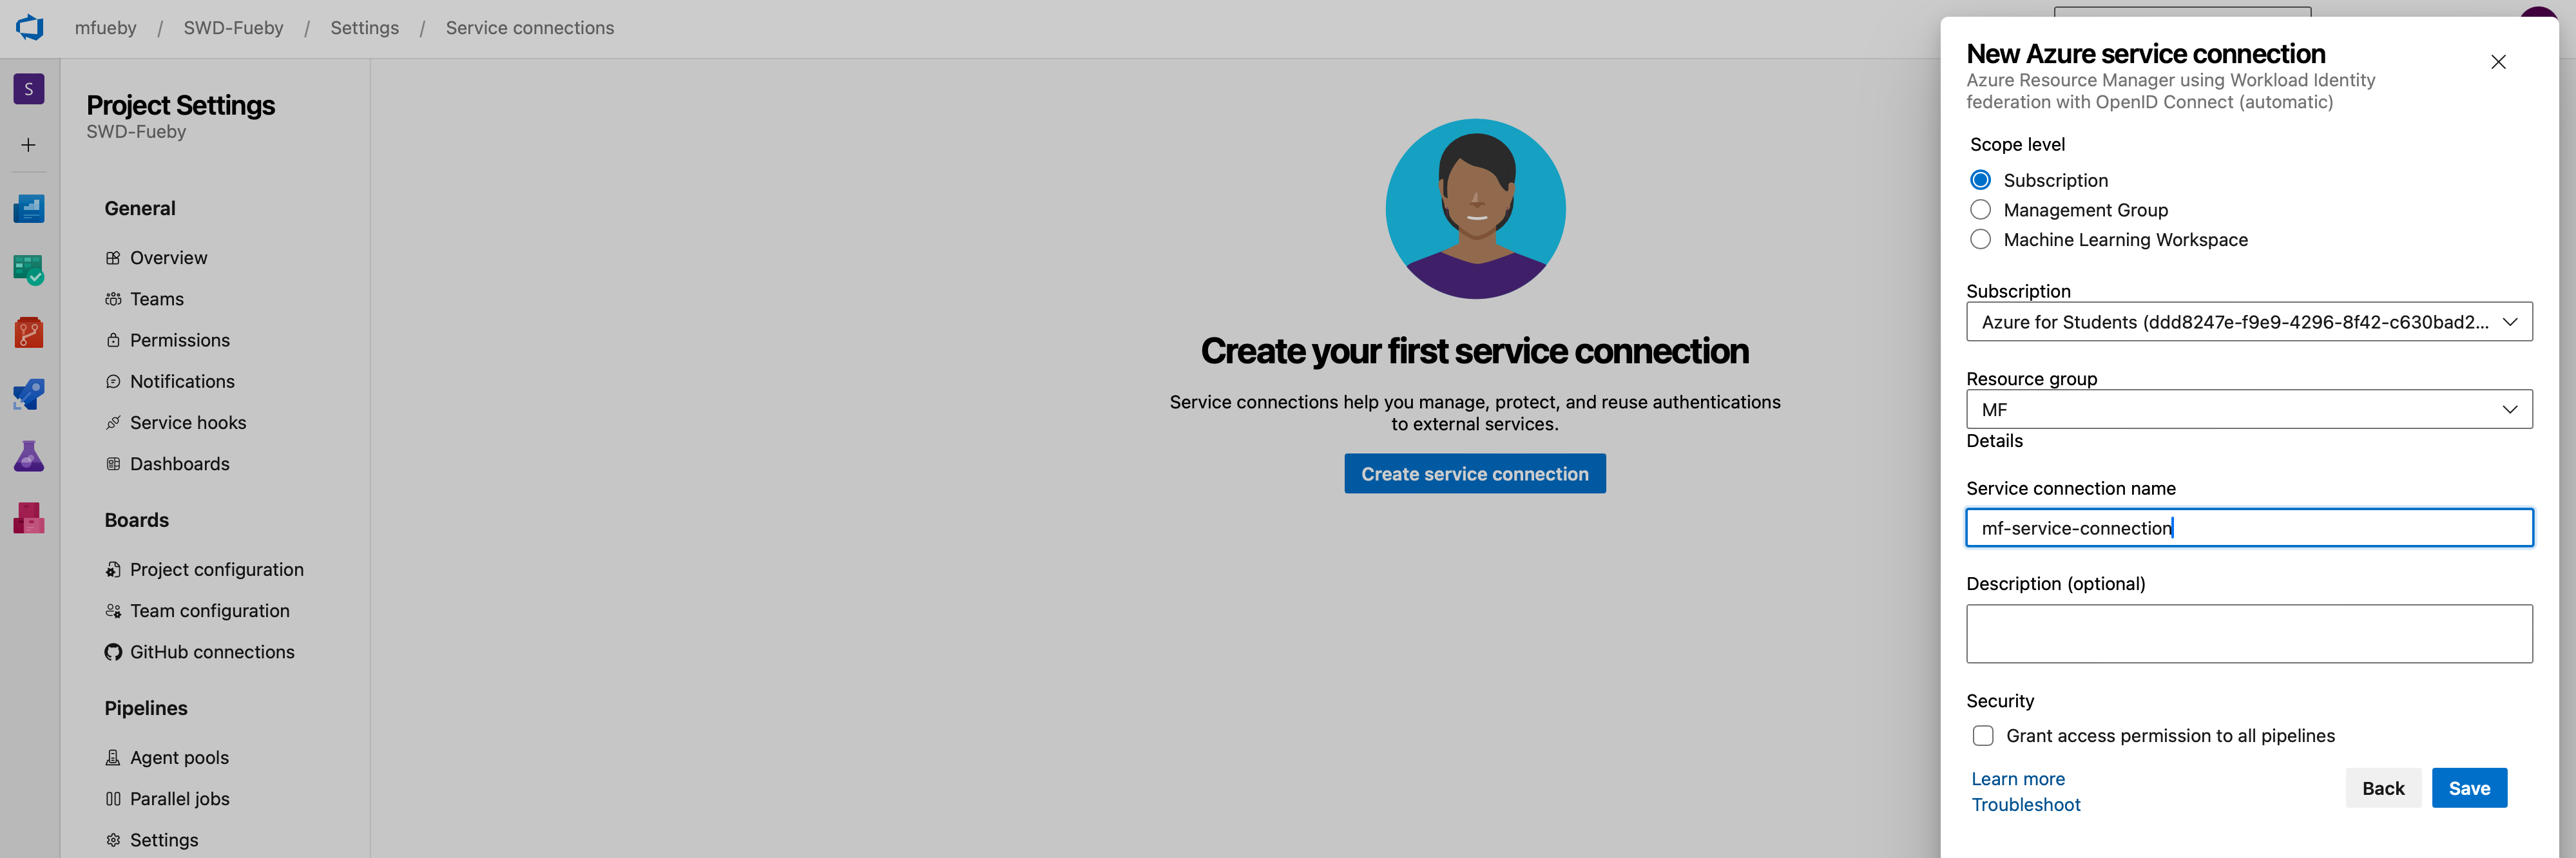 mfueby / SWD-Fueby / Settings / Service connections
S
Project Settings
SWD-Fueby
General
Overview
Teams
Permissions
Notifications
Service hooks
Dashboards
Boards
Project configuration
Team configuration
GitHub connections
Pipelines
Agent pools
Parallel jobs
Settings
Create your first service connection
Service connections help you manage, protect, and reuse authentications
to external services.
Create service connection
New Azure service connection
Azure Resource Manager using Workload Identity
federation with OpenID Connect (automatic)
Scope level
Subscription
Management Group
Machine Learning Workspace
Subscription
Azure for Students (ddd8247e-f9e9-4296-8f42-c630bad2...
Resource group
MF
Details
Service connection name
mf-service-connection
Description (optional)
Security
Grant access permission to all pipelines
Learn more
Troubleshoot
Back
Save